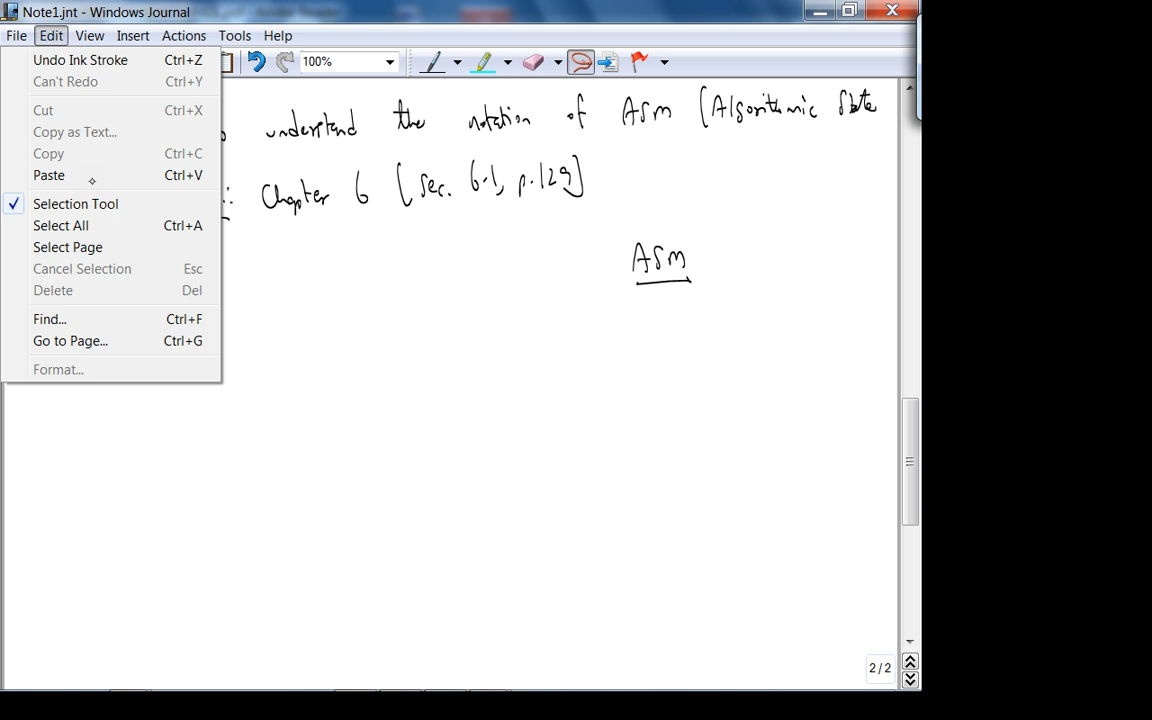 Note1.jnt - Windows Journal
File Edit View Insert Actions Tools Help
100%
Undo Ink Stroke Ctrl+Z
Can't Redo Ctrl+Y
Cut Ctrl+X
Copy as Text...
Copy Ctrl+C
Paste Ctrl+V
Selection Tool
Select All Ctrl+A
Select Page
Cancel Selection Esc
Delete Del
Find... Ctrl+F
Go to Page... Ctrl+G
Format...
understand the notation of ASM (Algorithmic State
: Chapter 6 [sec. 6.1, p.129]
ASM
2/2